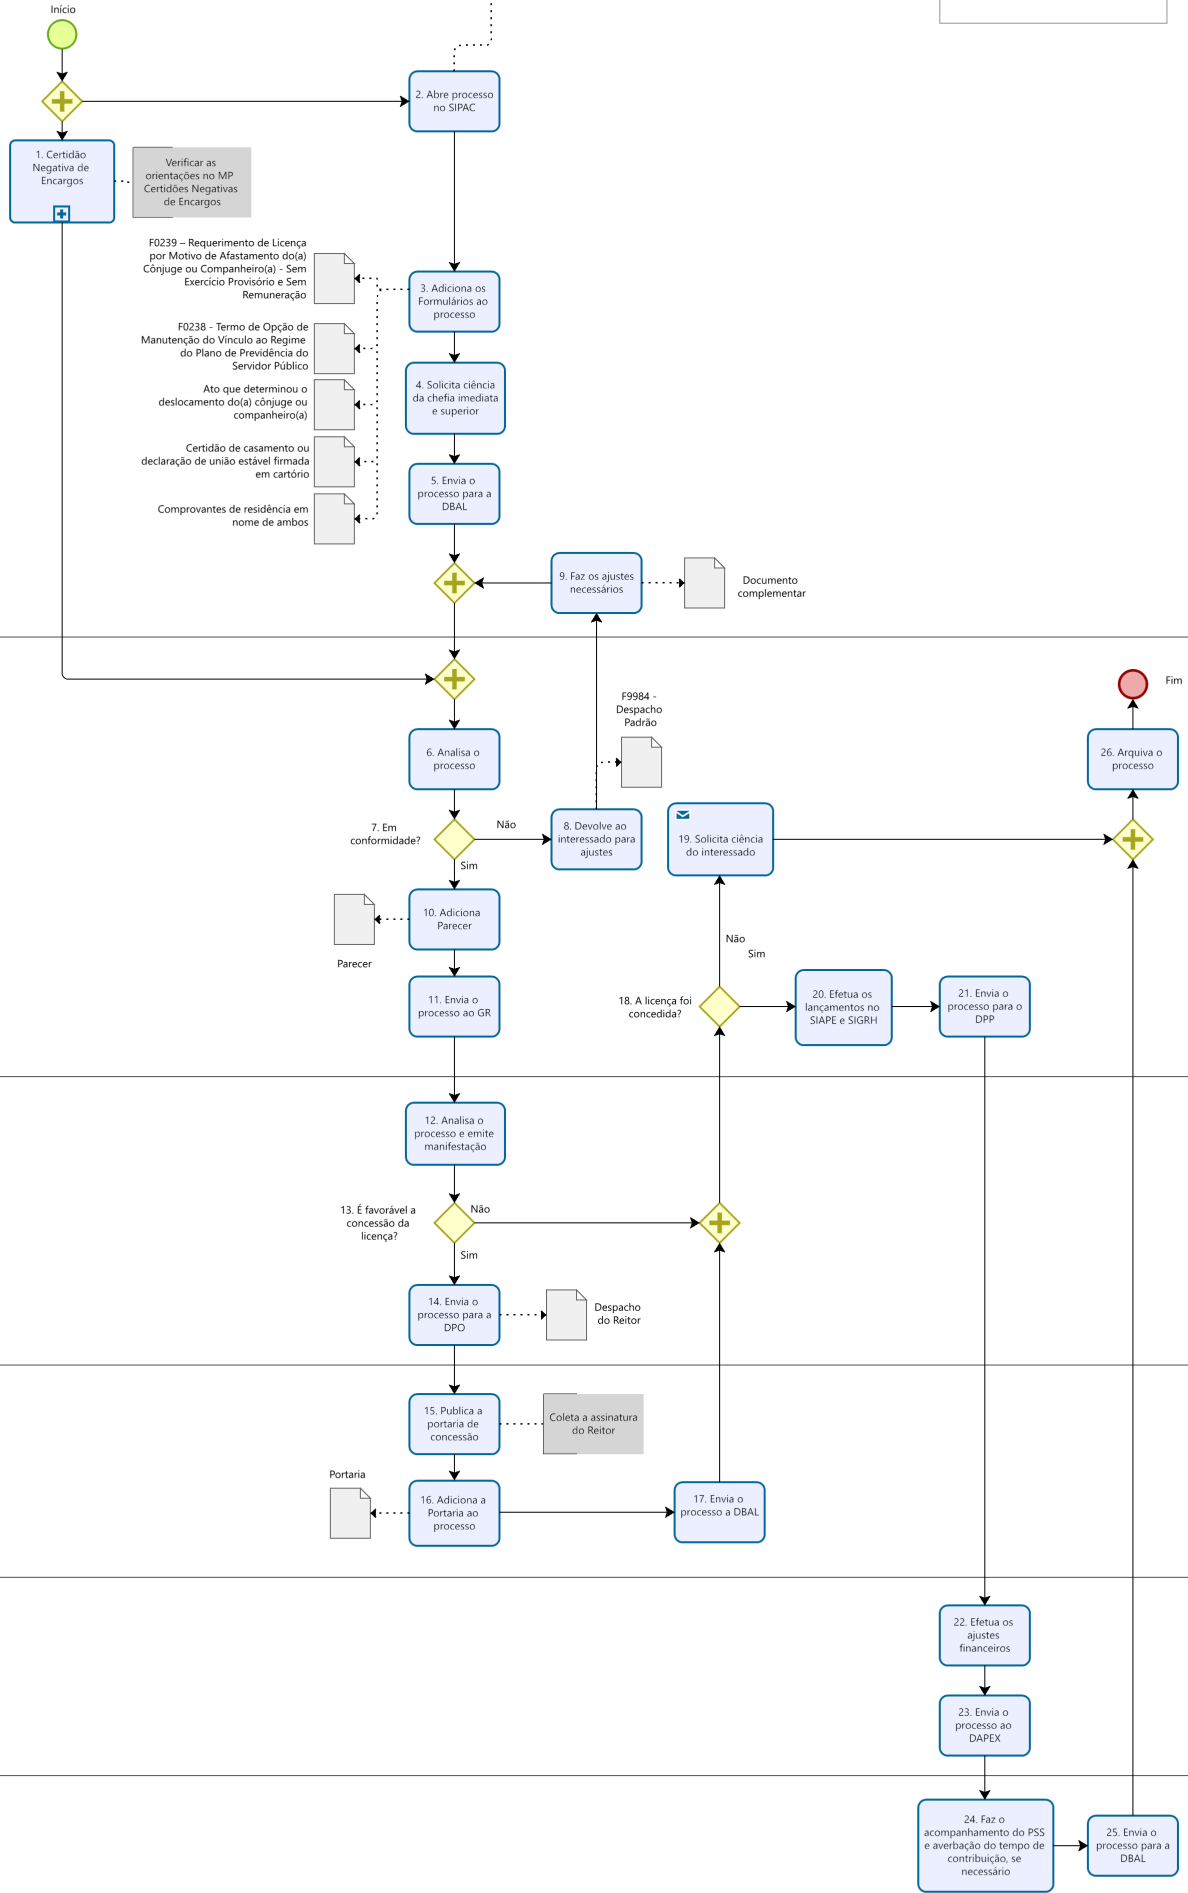 Início
2. Abre processo
no SIPAC
1. Certidão
Negativa de
Encargos
Verificar as
orientações no MP
Certidões Negativas
de Encargos
F0239 – Requerimento de Licença
por Motivo de Afastamento do(a)
Cônjuge ou Companheiro(a) - Sem
Exercício Provisório e Sem
Remuneração
3. Adiciona os
Formulários ao
processo
F0238 - Termo de Opção de
Manutenção do Vínculo ao Regime
do Plano de Previdência do
Servidor Público
4. Solicita ciência
da chefia imediata
e superior
Ato que determinou o
deslocamento do(a) cônjuge ou
companheiro(a)
Certidão de casamento ou
declaração de união estável firmada
em cartório
5. Envia o
processo para a
DBAL
Comprovantes de residência em
nome de ambos
9. Faz os ajustes
necessários
Documento
complementar
Fim
F9984 -
Despacho
Padrão
6. Analisa o
processo
26. Arquiva o
processo
7. Em
conformidade?
Não
Sim
8. Devolve ao
interessado para
ajustes
19. Solicita ciência
do interessado
10. Adiciona
Parecer
Parecer
Não
Sim
11. Envia o
processo ao GR
18. A licença foi
concedida?
20. Efetua os
lançamentos no
SIAPE e SIGRH
21. Envia o
processo para o
DPP
12. Analisa o
processo e emite
manifestação
13. É favorável a
concessão da
licença?
Não
Sim
14. Envia o
processo para a
DPO
Despacho
do Reitor
15. Publica a
portaria de
concessão
Coleta a assinatura
do Reitor
Portaria
16. Adiciona a
Portaria ao
processo
17. Envia o
processo a DBAL
22. Efetua os
ajustes
financeiros
23. Envia o
processo ao
DAPEX
24. Faz o
acompanhamento do PSS
e averbação do tempo de
contribuição, se
necessário
25. Envia o
processo para a
DBAL